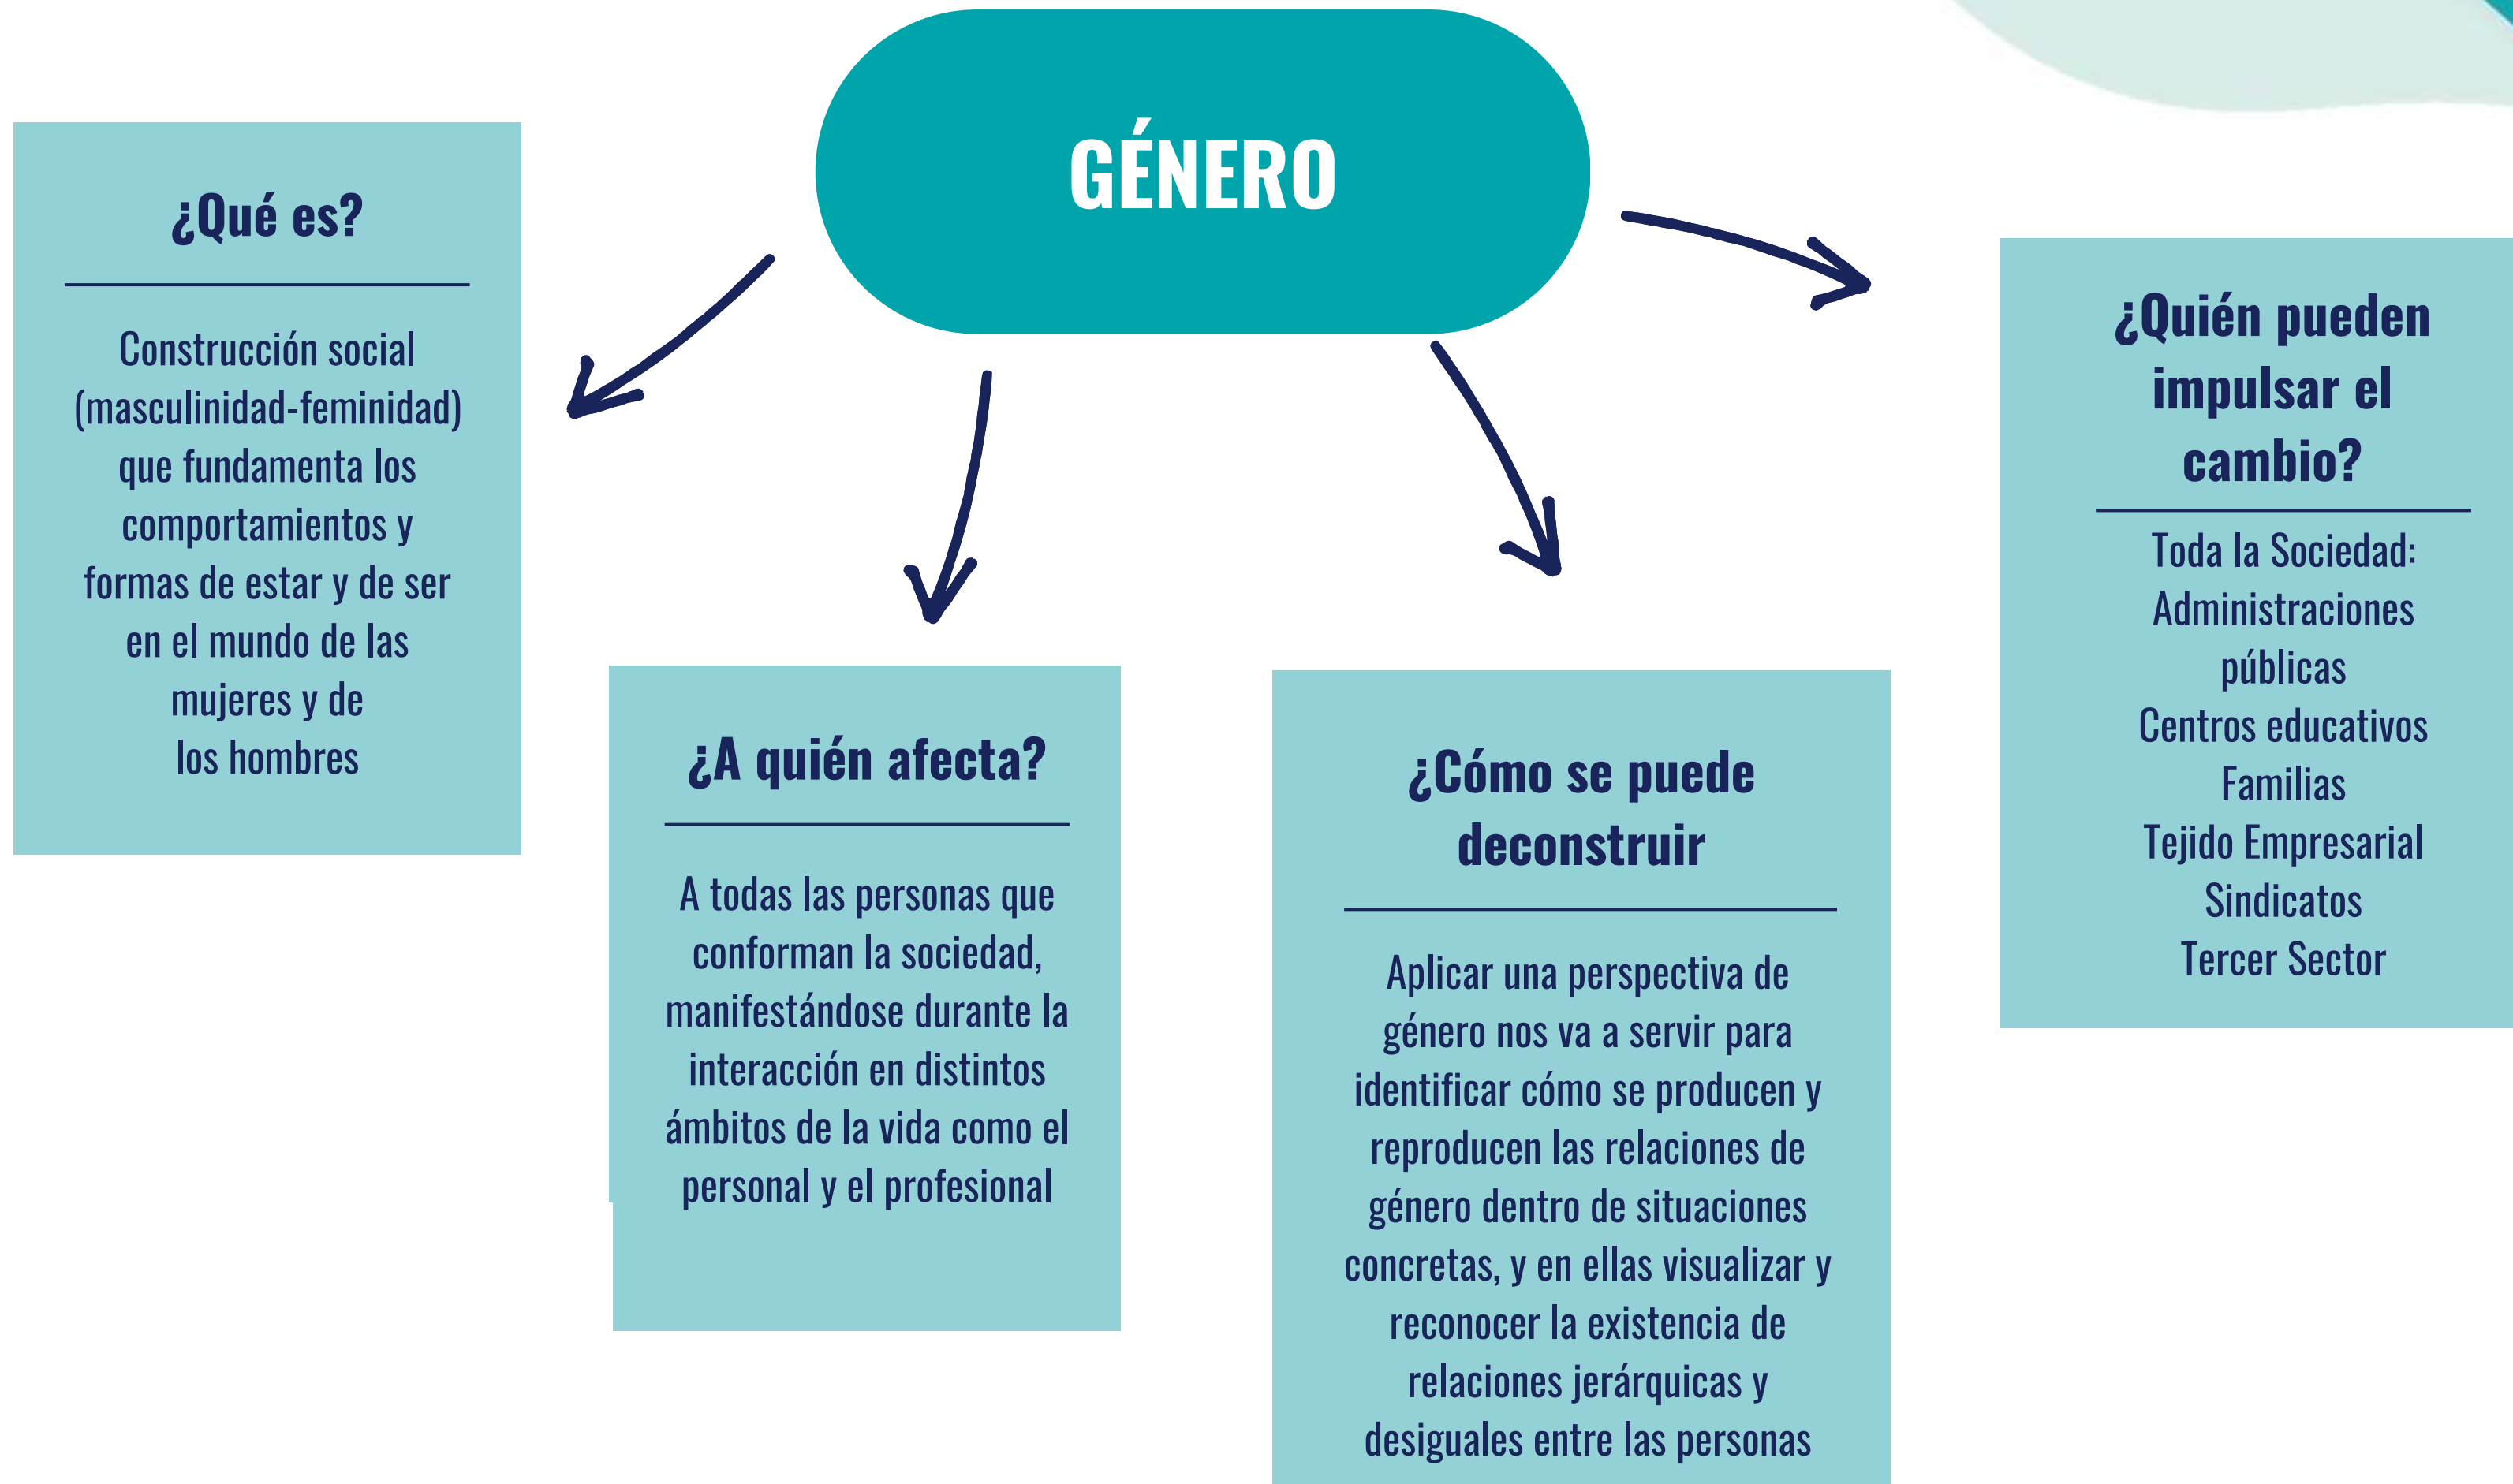 GÉNERO
¿Qué es?
Construcción social
(masculinidad-feminidad)
que fundamenta los
comportamientos y
formas de estar y de ser
en el mundo de las
mujeres y de
los hombres
¿A quién afecta?
A todas las personas que
conforman la sociedad,
manifestándose durante la
interacción en distintos
ámbitos de la vida como el
personal y el profesional
¿Cómo se puede
deconstruir
Aplicar una perspectiva de
género nos va a servir para
identificar cómo se producen y
reproducen las relaciones de
género dentro de situaciones
concretas, y en ellas visualizar y
reconocer la existencia de
relaciones jerárquicas y
desiguales entre las personas
¿Quién pueden
impulsar el
cambio?
Toda la Sociedad:
Administraciones
públicas
Centros educativos
Familias
Tejido Empresarial
Sindicatos
Tercer Sector